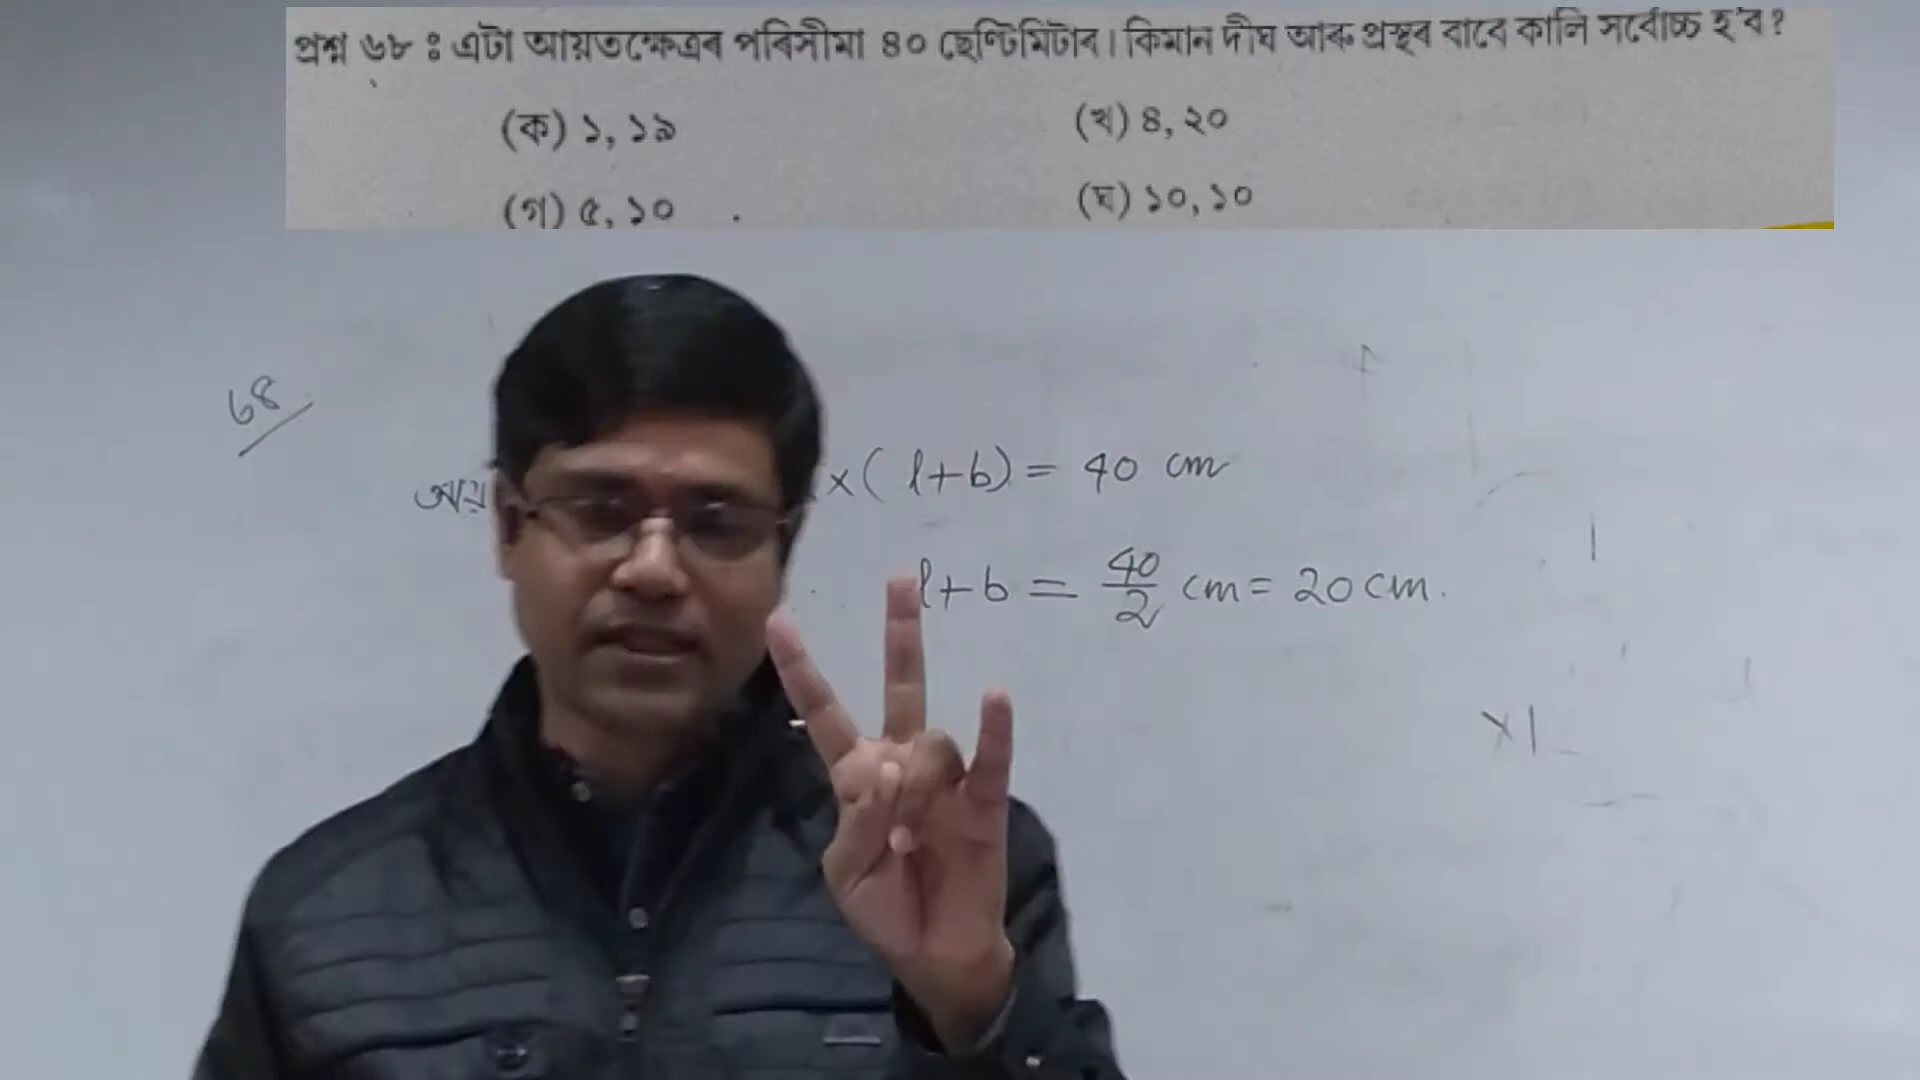 প্ৰশ্ন ৬৮ : এটা আয়তক্ষেত্ৰৰ পৰিসীমা ৪০ ছেণ্টিমিটাৰ। কিমান দীঘ আৰু প্ৰস্থৰ বাবে কালি সৰ্বোচ্চ হ'ব?
(ক) ১, ১৯
(খ) ৪, ২০
(গ) ৫, ১০
(ঘ) ১০, ১০
68
আয় × ( l + b ) = 40 cm
l + b = 40/2 cm = 20 cm.